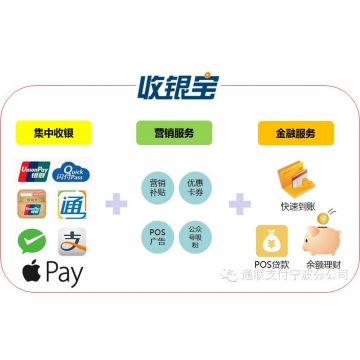 收银宝
集中收银
营销服务
金融服务
UnionPay
银联
Quick
闪付Pass
通
支
Pay
营销
补贴
优惠
卡券
POS
广告
公众
号吸
粉
快速到账
POS贷款
余额理财
通联支付宁波分公司